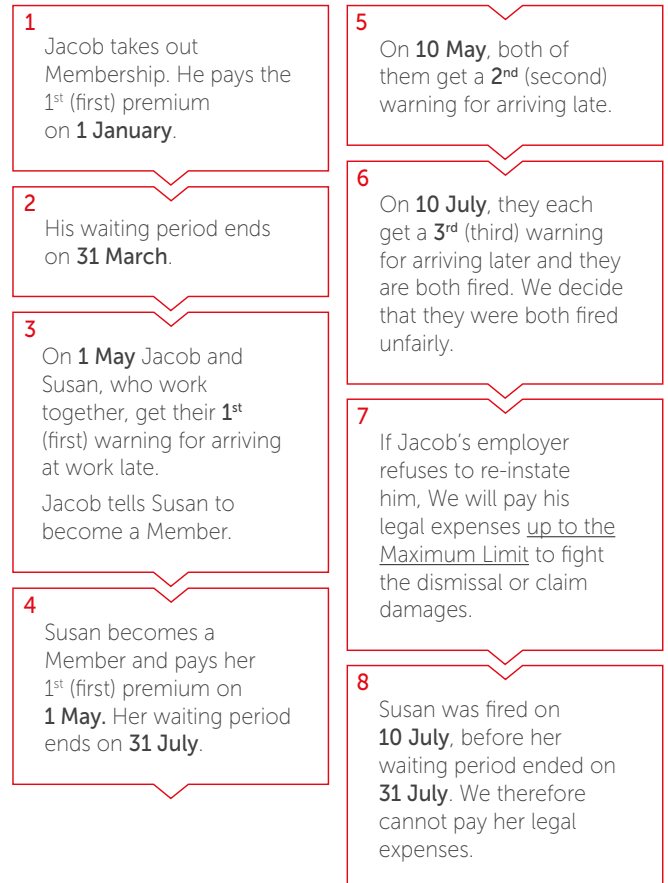 1
Jacob takes out
Membership. He pays the
1st (first) premium
on 1 January.
2
His waiting period ends
on 31 March.
3
On 1 May Jacob and
Susan, who work
together, get their 1st
(first) warning for arriving
at work late.
Jacob tells Susan to
become a Member.
4
Susan becomes a
Member and pays her
1st (first) premium on
1 May. Her waiting period
ends on 31 July.
5
On 10 May, both of
them get a 2nd (second)
warning for arriving late.
6
On 10 July, they each
get a 3rd (third) warning
for arriving later and they
are both fired. We decide
that they were both fired
unfairly.
7
If Jacob's employer
refuses to re-instate
him, We will pay his
legal expenses up to the
Maximum Limit to fight
the dismissal or claim
damages.
8
Susan was fired on
10 July, before her
waiting period ended on
31 July. We therefore
cannot pay her legal
expenses.